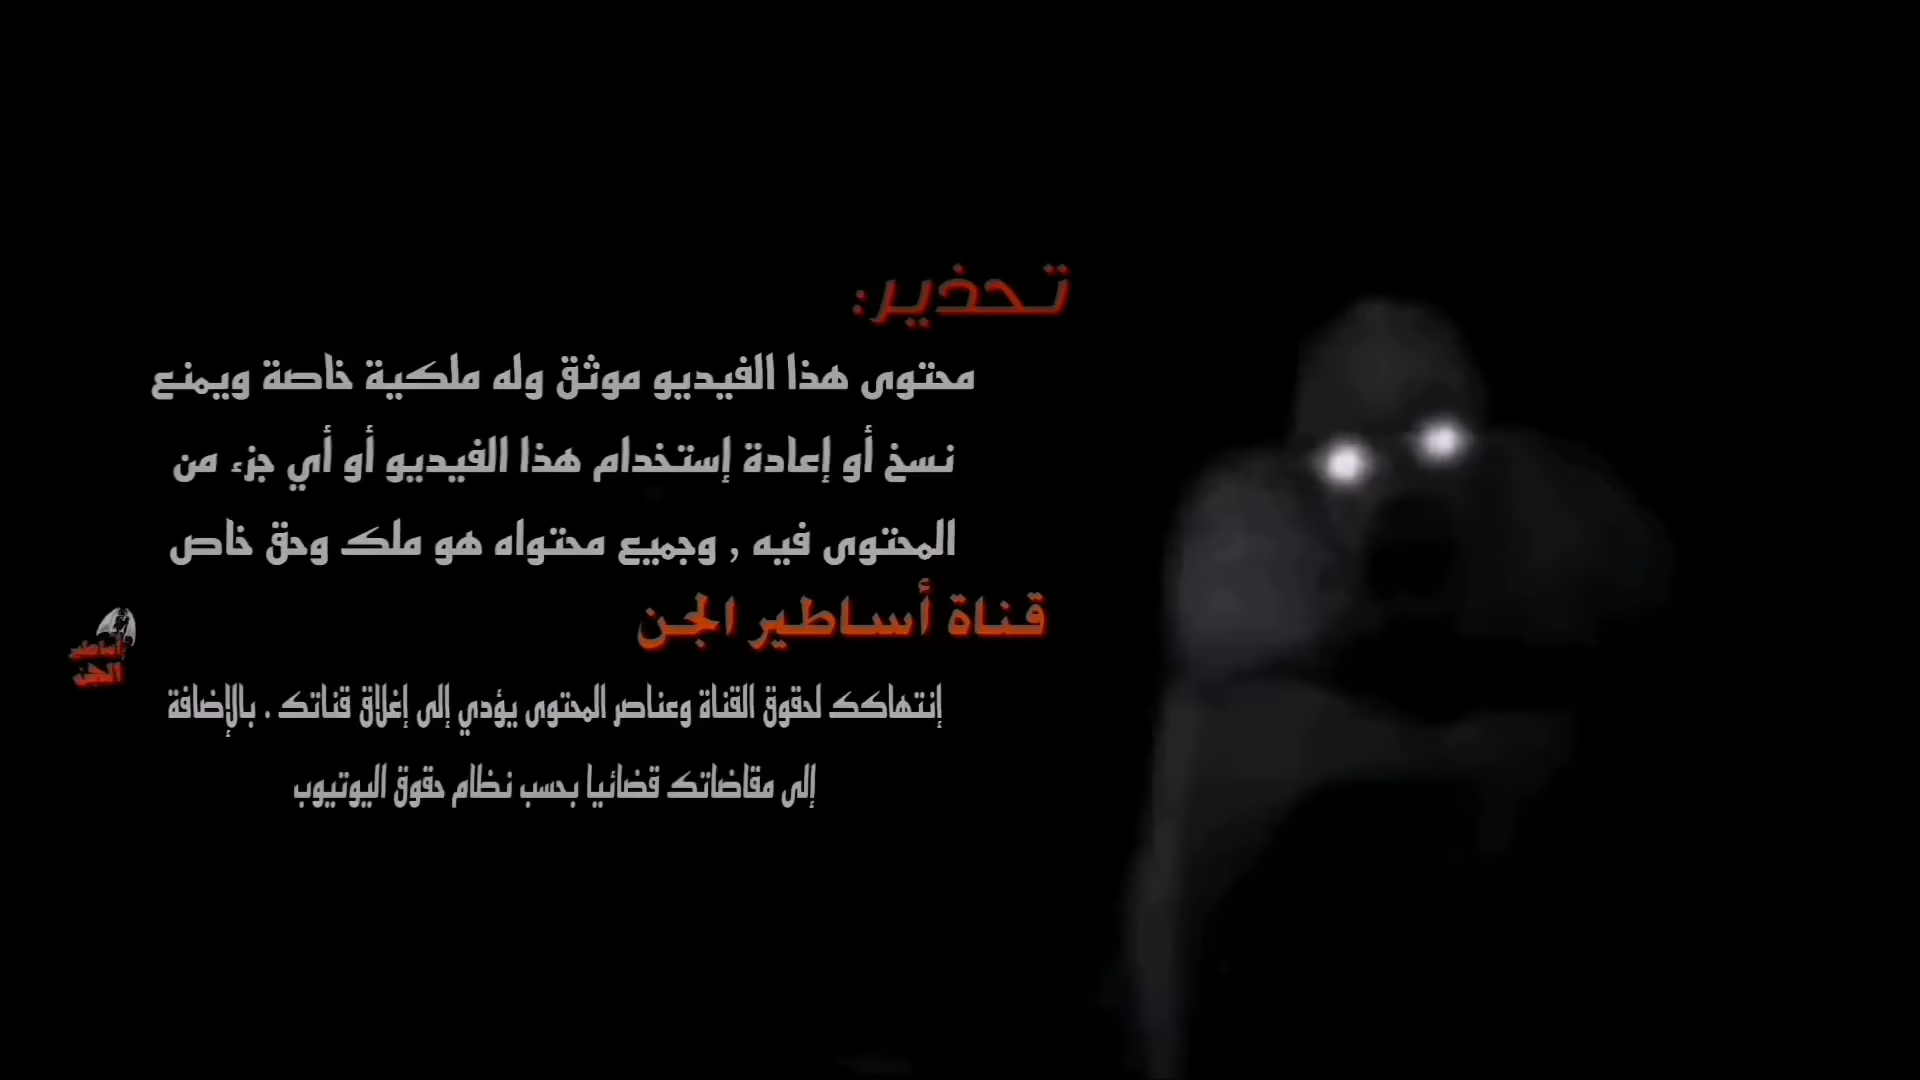 تحذير:
محتوى هذا الفيديو موثق وله ملكية خاصة ويمنع
نسخ أو إعادة إستخدام هذا الفيديو أو أي جزء من
المحتوى فيه , وجميع محتواه هو ملك وحق خاص
قناة أساطير الجن
إنتهاكك لحقوق القناة وعناصر المحتوى يؤدي إلى إغلاق قناتك . بالإضافة
إلى مقاضاتك قضائيا بحسب نظام حقوق اليوتيوب
أساطير
الجن